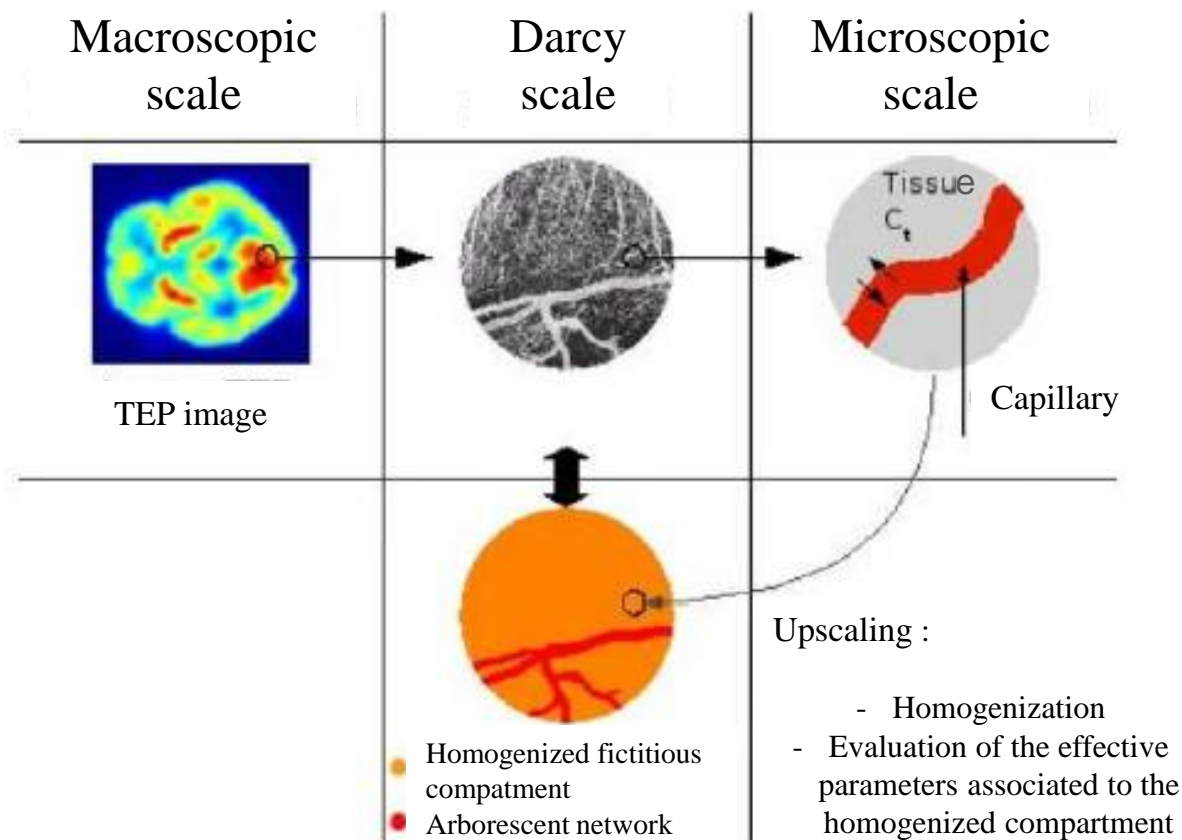 Macroscopic
scale
Darcy
scale
Microscopic
scale
Tissue
Ct
TEP image
Capillary
Homogenized fictitious
compatment
Arborescent network
Upscaling :
- Homogenization
- Evaluation of the effective
parameters associated to the
homogenized compartment